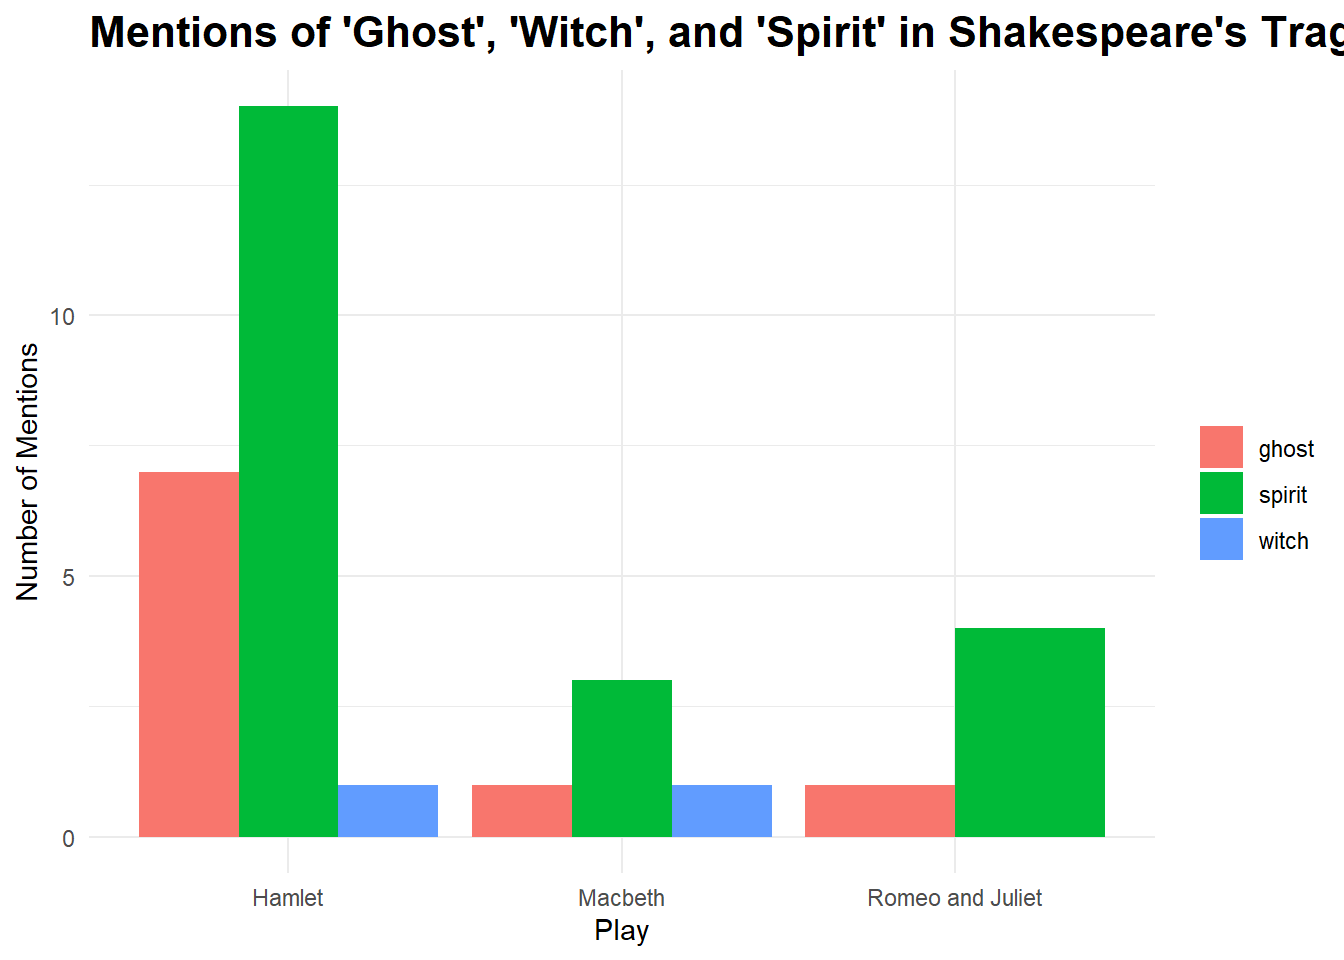 Mentions of 'Ghost', 'Witch', and 'Spirit' in Shakespeare's Trag
10
5
0
Number of Mentions
Hamlet
Macbeth
Romeo and Juliet
Play
ghost
spirit
witch